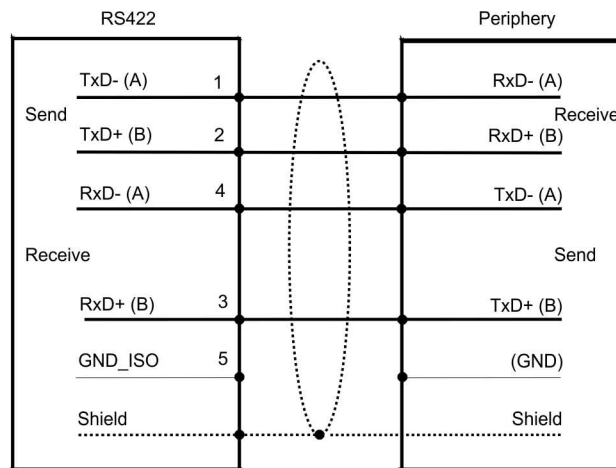 RS422 Periphery
TxD- (A) 1 RxD- (A)
Send Receive
TxD+ (B) 2 RxD+ (B)
RxD- (A) 4 TxD- (A)
Receive Send
RxD+ (B) 3 TxD+ (B)
GND_ISO 5 (GND)
Shield Shield